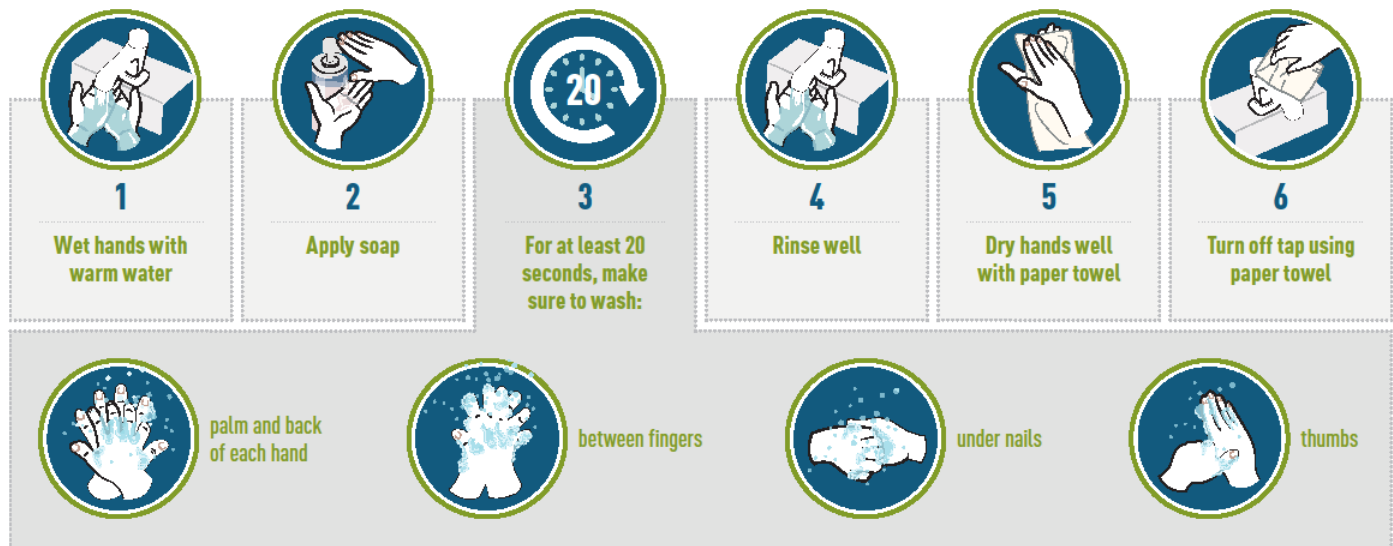 20
1
Wet hands with
warm water
2
Apply soap
3
For at least 20
seconds, make
sure to wash:
4
Rinse well
5
Dry hands well
with paper towel
6
Turn off tap using
paper towel
palm and back
of each hand
between fingers
under nails
thumbs